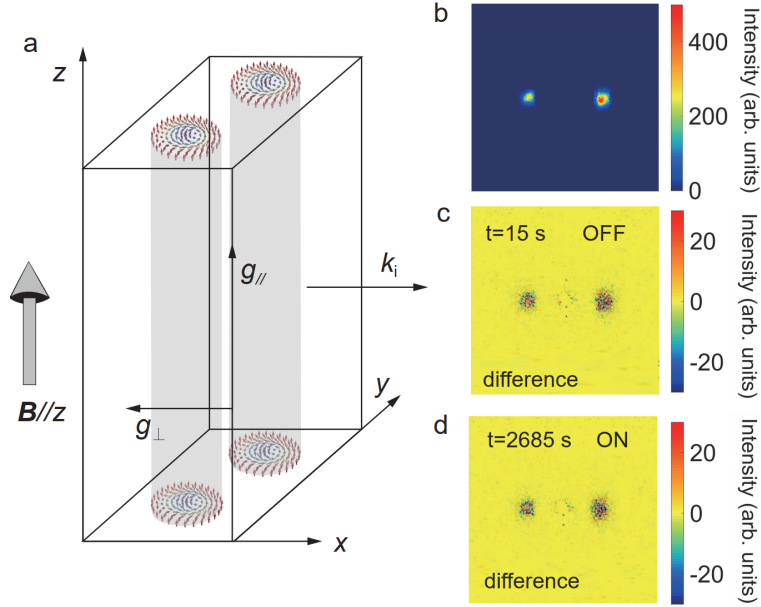 a
z
g//
ki
B//z
y
g⊥
x
b
400
200
0
Intensity (arb. units)
c
t=15 s OFF
difference
20
0
-20
Intensity (arb. units)
d
t=2685 s ON
difference
20
0
-20
Intensity (arb. units)